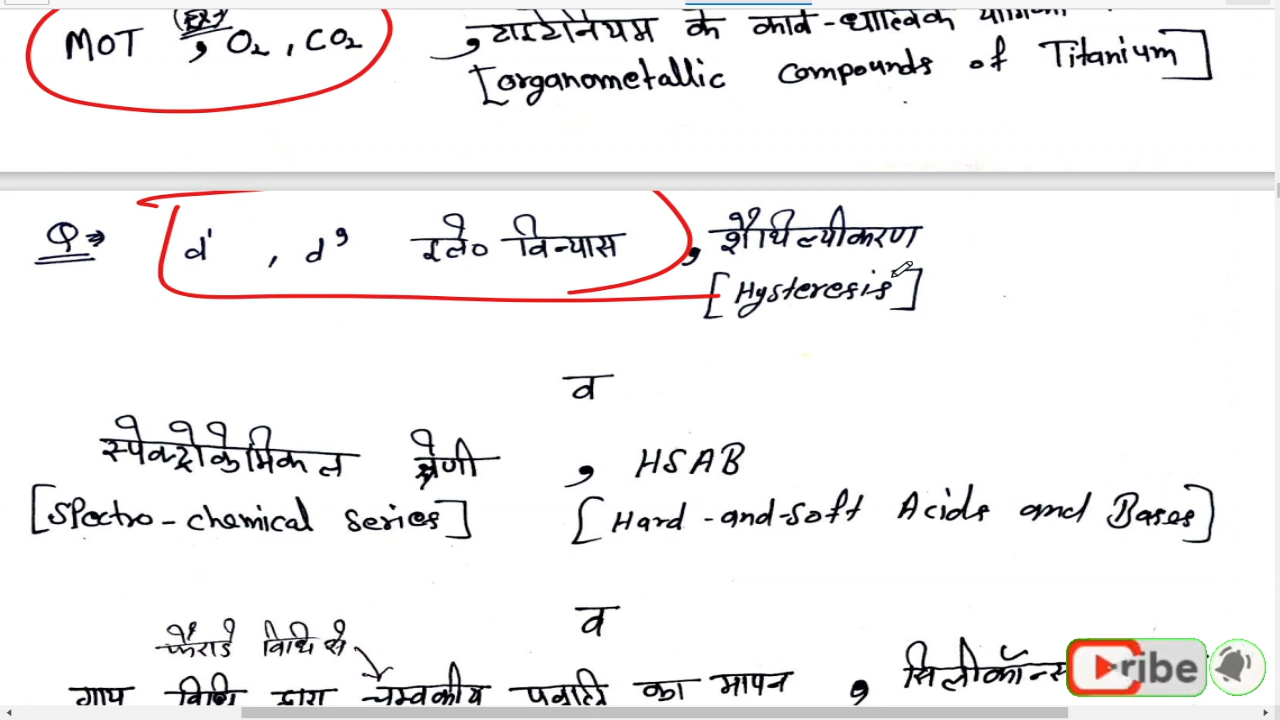 MOT , O₂ , CO₂ , टाइटेनियम के कार्ब-धात्विक
[organometallic compounds of Titanium]
Q⇒ d¹ , d⁹ इले० विन्यास , शैथिल्यीकरण
[Hysteresis]
व
स्पेक्ट्रोकेमिकल श्रेणी , HSAB
[Spectro-chemical series] [Hard-and-Soft Acids and Bases]
व
फैराडे विधि से
गाय विधि द्वारा चुम्बकीय का मापन , सिलीकॉन्स
ribe